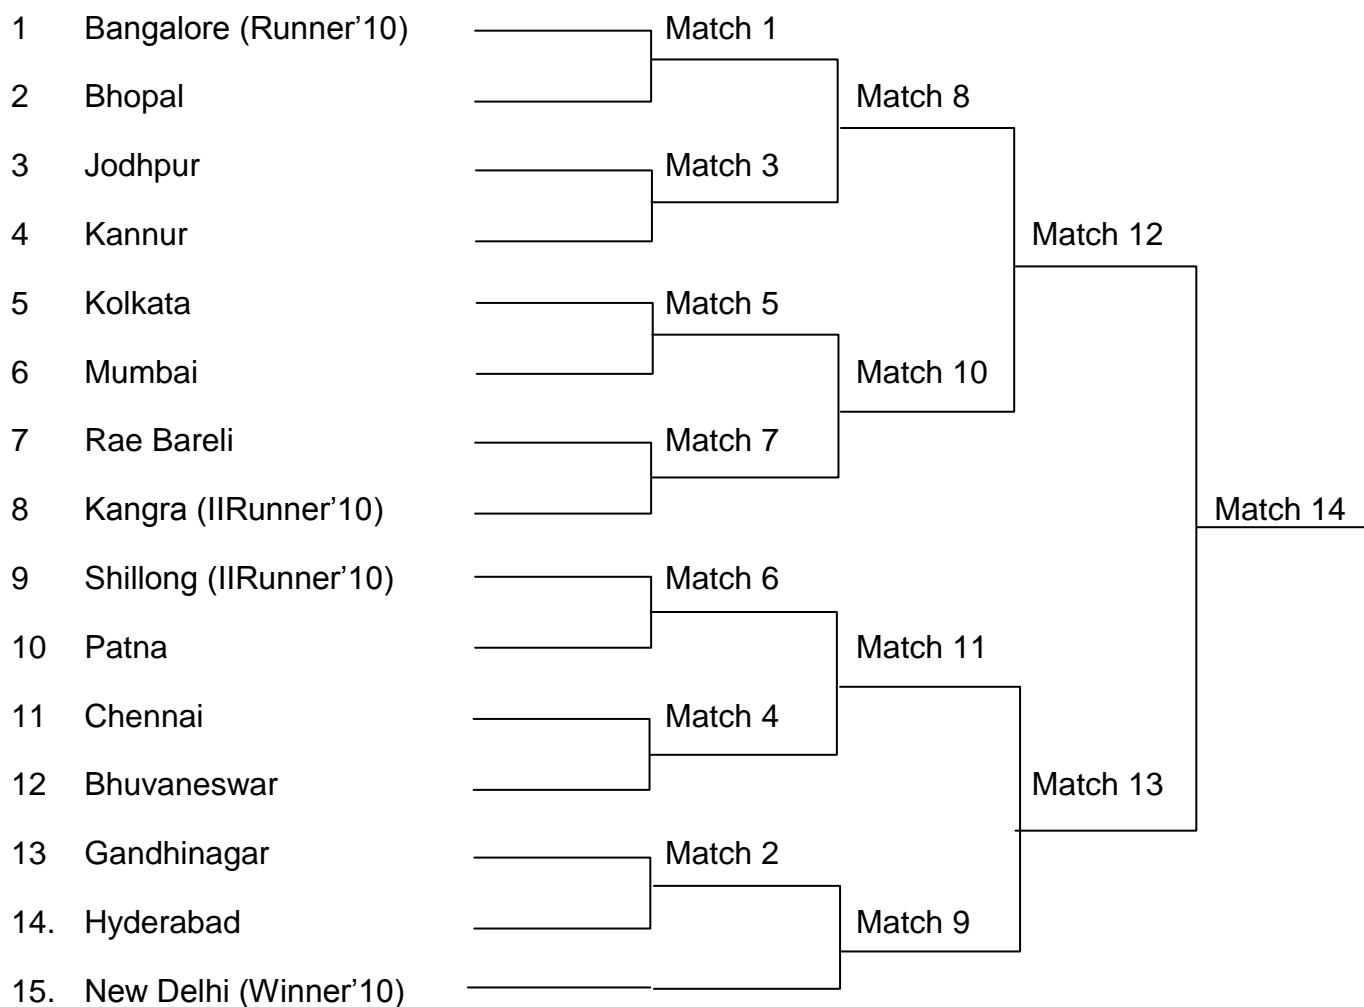 1 Bangalore (Runner’10) Match 1
2 Bhopal Match 8
3 Jodhpur Match 3
4 Kannur Match 12
5 Kolkata Match 5
6 Mumbai Match 10
7 Rae Bareli Match 7
8 Kangra (IIRunner’10) Match 14
9 Shillong (IIRunner’10) Match 6
10 Patna Match 11
11 Chennai Match 4
12 Bhuvaneswar Match 13
13 Gandhinagar Match 2
14. Hyderabad Match 9
15. New Delhi (Winner’10)